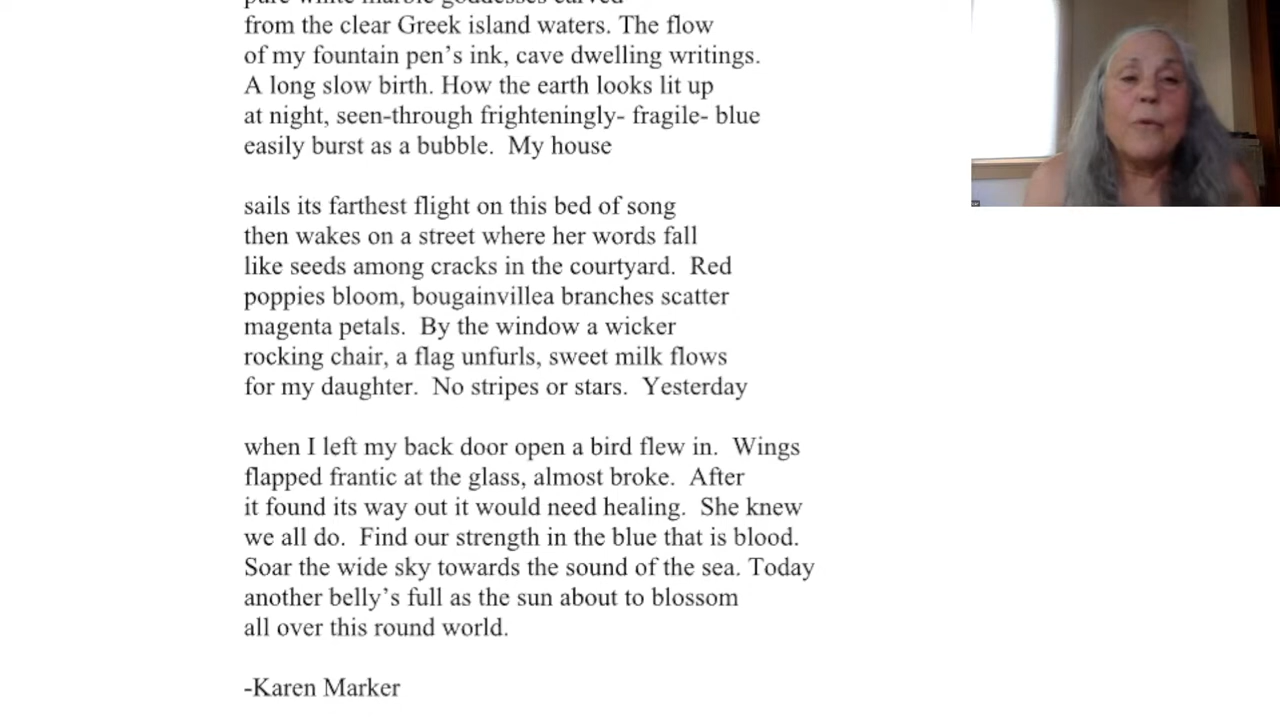 pure white marble goddesses carved
from the clear Greek island waters. The flow
of my fountain pen's ink, cave dwelling writings.
A long slow birth. How the earth looks lit up
at night, seen-through frighteningly- fragile- blue
easily burst as a bubble.  My house
sails its farthest flight on this bed of song
then wakes on a street where her words fall
like seeds among cracks in the courtyard.  Red
poppies bloom, bougainvillea branches scatter
magenta petals.  By the window a wicker
rocking chair, a flag unfurls, sweet milk flows
for my daughter.  No stripes or stars.  Yesterday
when I left my back door open a bird flew in.  Wings
flapped frantic at the glass, almost broke.  After
it found its way out it would need healing.  She knew
we all do.  Find our strength in the blue that is blood.
Soar the wide sky towards the sound of the sea. Today
another belly's full as the sun about to blossom
all over this round world.
-Karen Marker